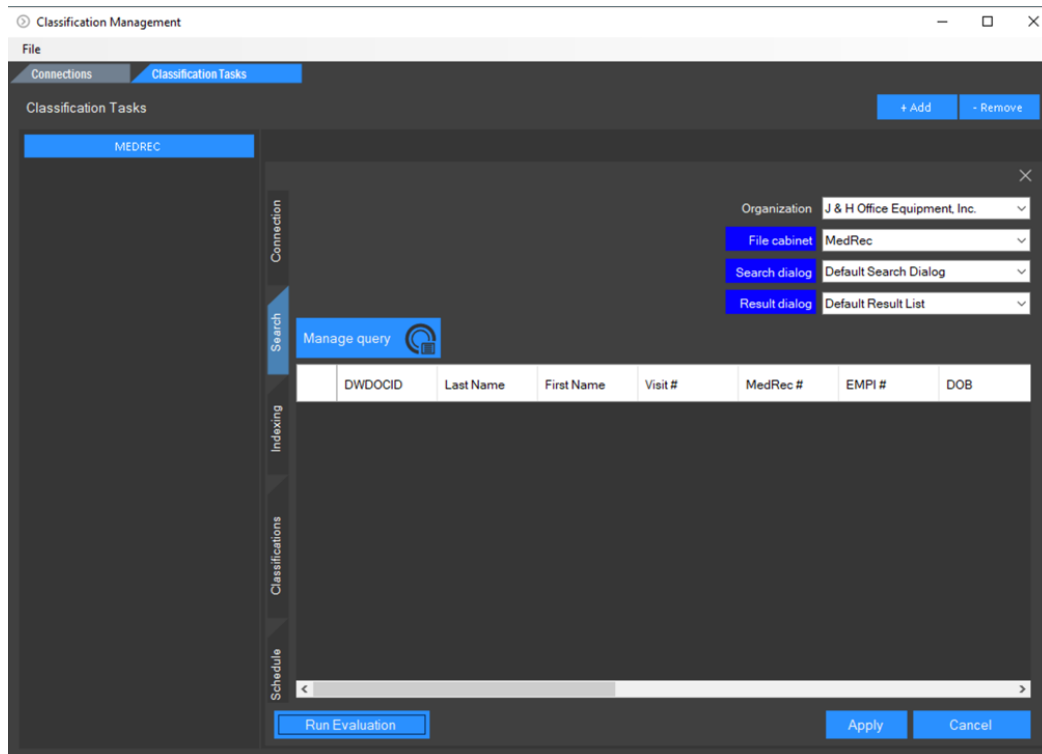 Classification Management
File
Connections Classification Tasks
Classification Tasks + Add - Remove
MEDREC
Connection
Search
Indexing
Classifications
Schedule
Organization J & H Office Equipment, Inc.
File cabinet MedRec
Search dialog Default Search Dialog
Result dialog Default Result List
Manage query
DWDOCID Last Name First Name Visit # MedRec # EMPI # DOB
Run Evaluation Apply Cancel